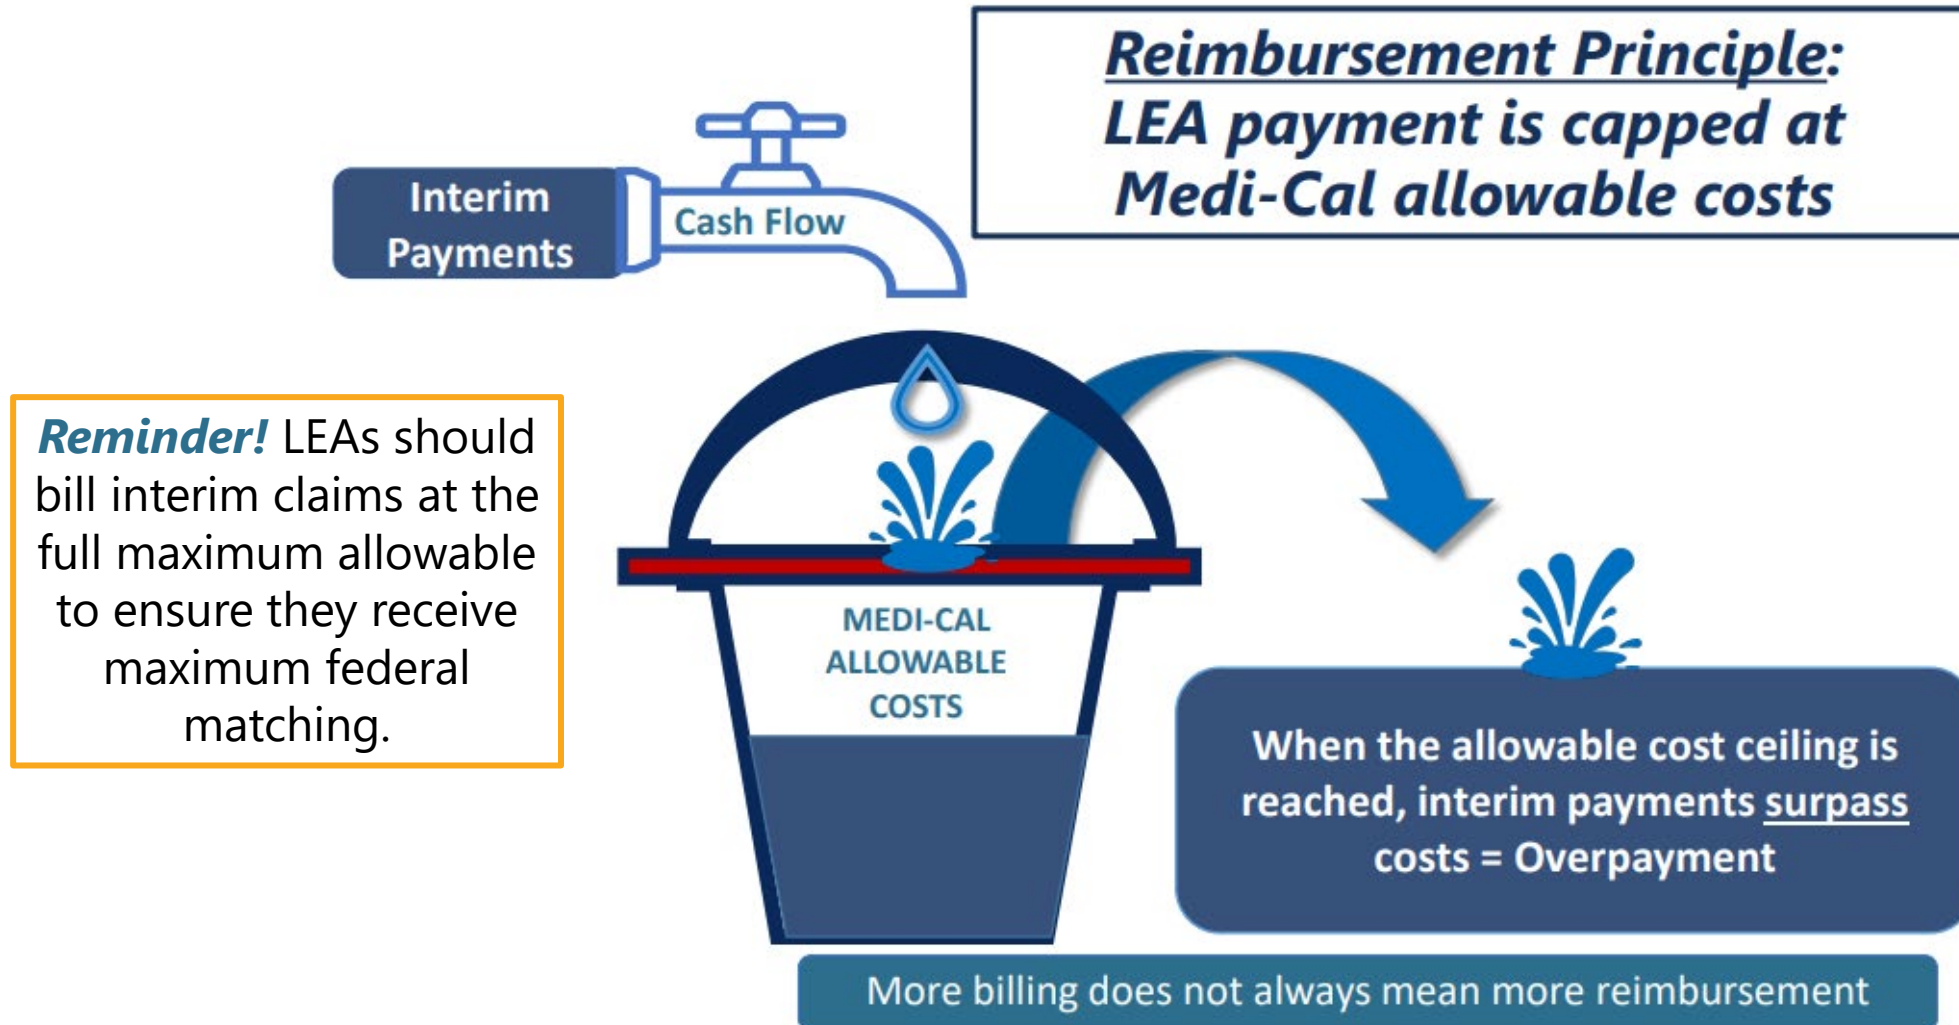 Reimbursement Principle:
LEA payment is capped at
Medi-Cal allowable costs
Interim
Payments
Cash Flow
Reminder! LEAs should
bill interim claims at the
full maximum allowable
to ensure they receive
maximum federal
matching.
MEDI-CAL
ALLOWABLE
COSTS
When the allowable cost ceiling is
reached, interim payments surpass
costs = Overpayment
More billing does not always mean more reimbursement